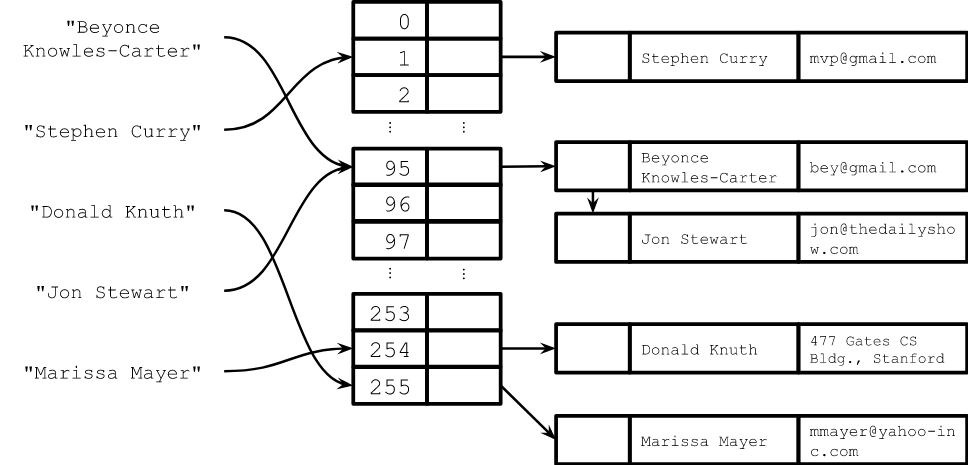 "Beyonce
Knowles-Carter"
"Stephen Curry"
"Donald Knuth"
"Jon Stewart"
"Marissa Mayer"
0
1
2
...
...
95
96
97
...
...
253
254
255
Stephen Curry
mvp@gmail.com
Beyonce
Knowles-Carter
bey@gmail.com
Jon Stewart
jon@thedailysho
w.com
Donald Knuth
477 Gates CS
Bldg., Stanford
Marissa Mayer
mmayer@yahoo-in
c.com